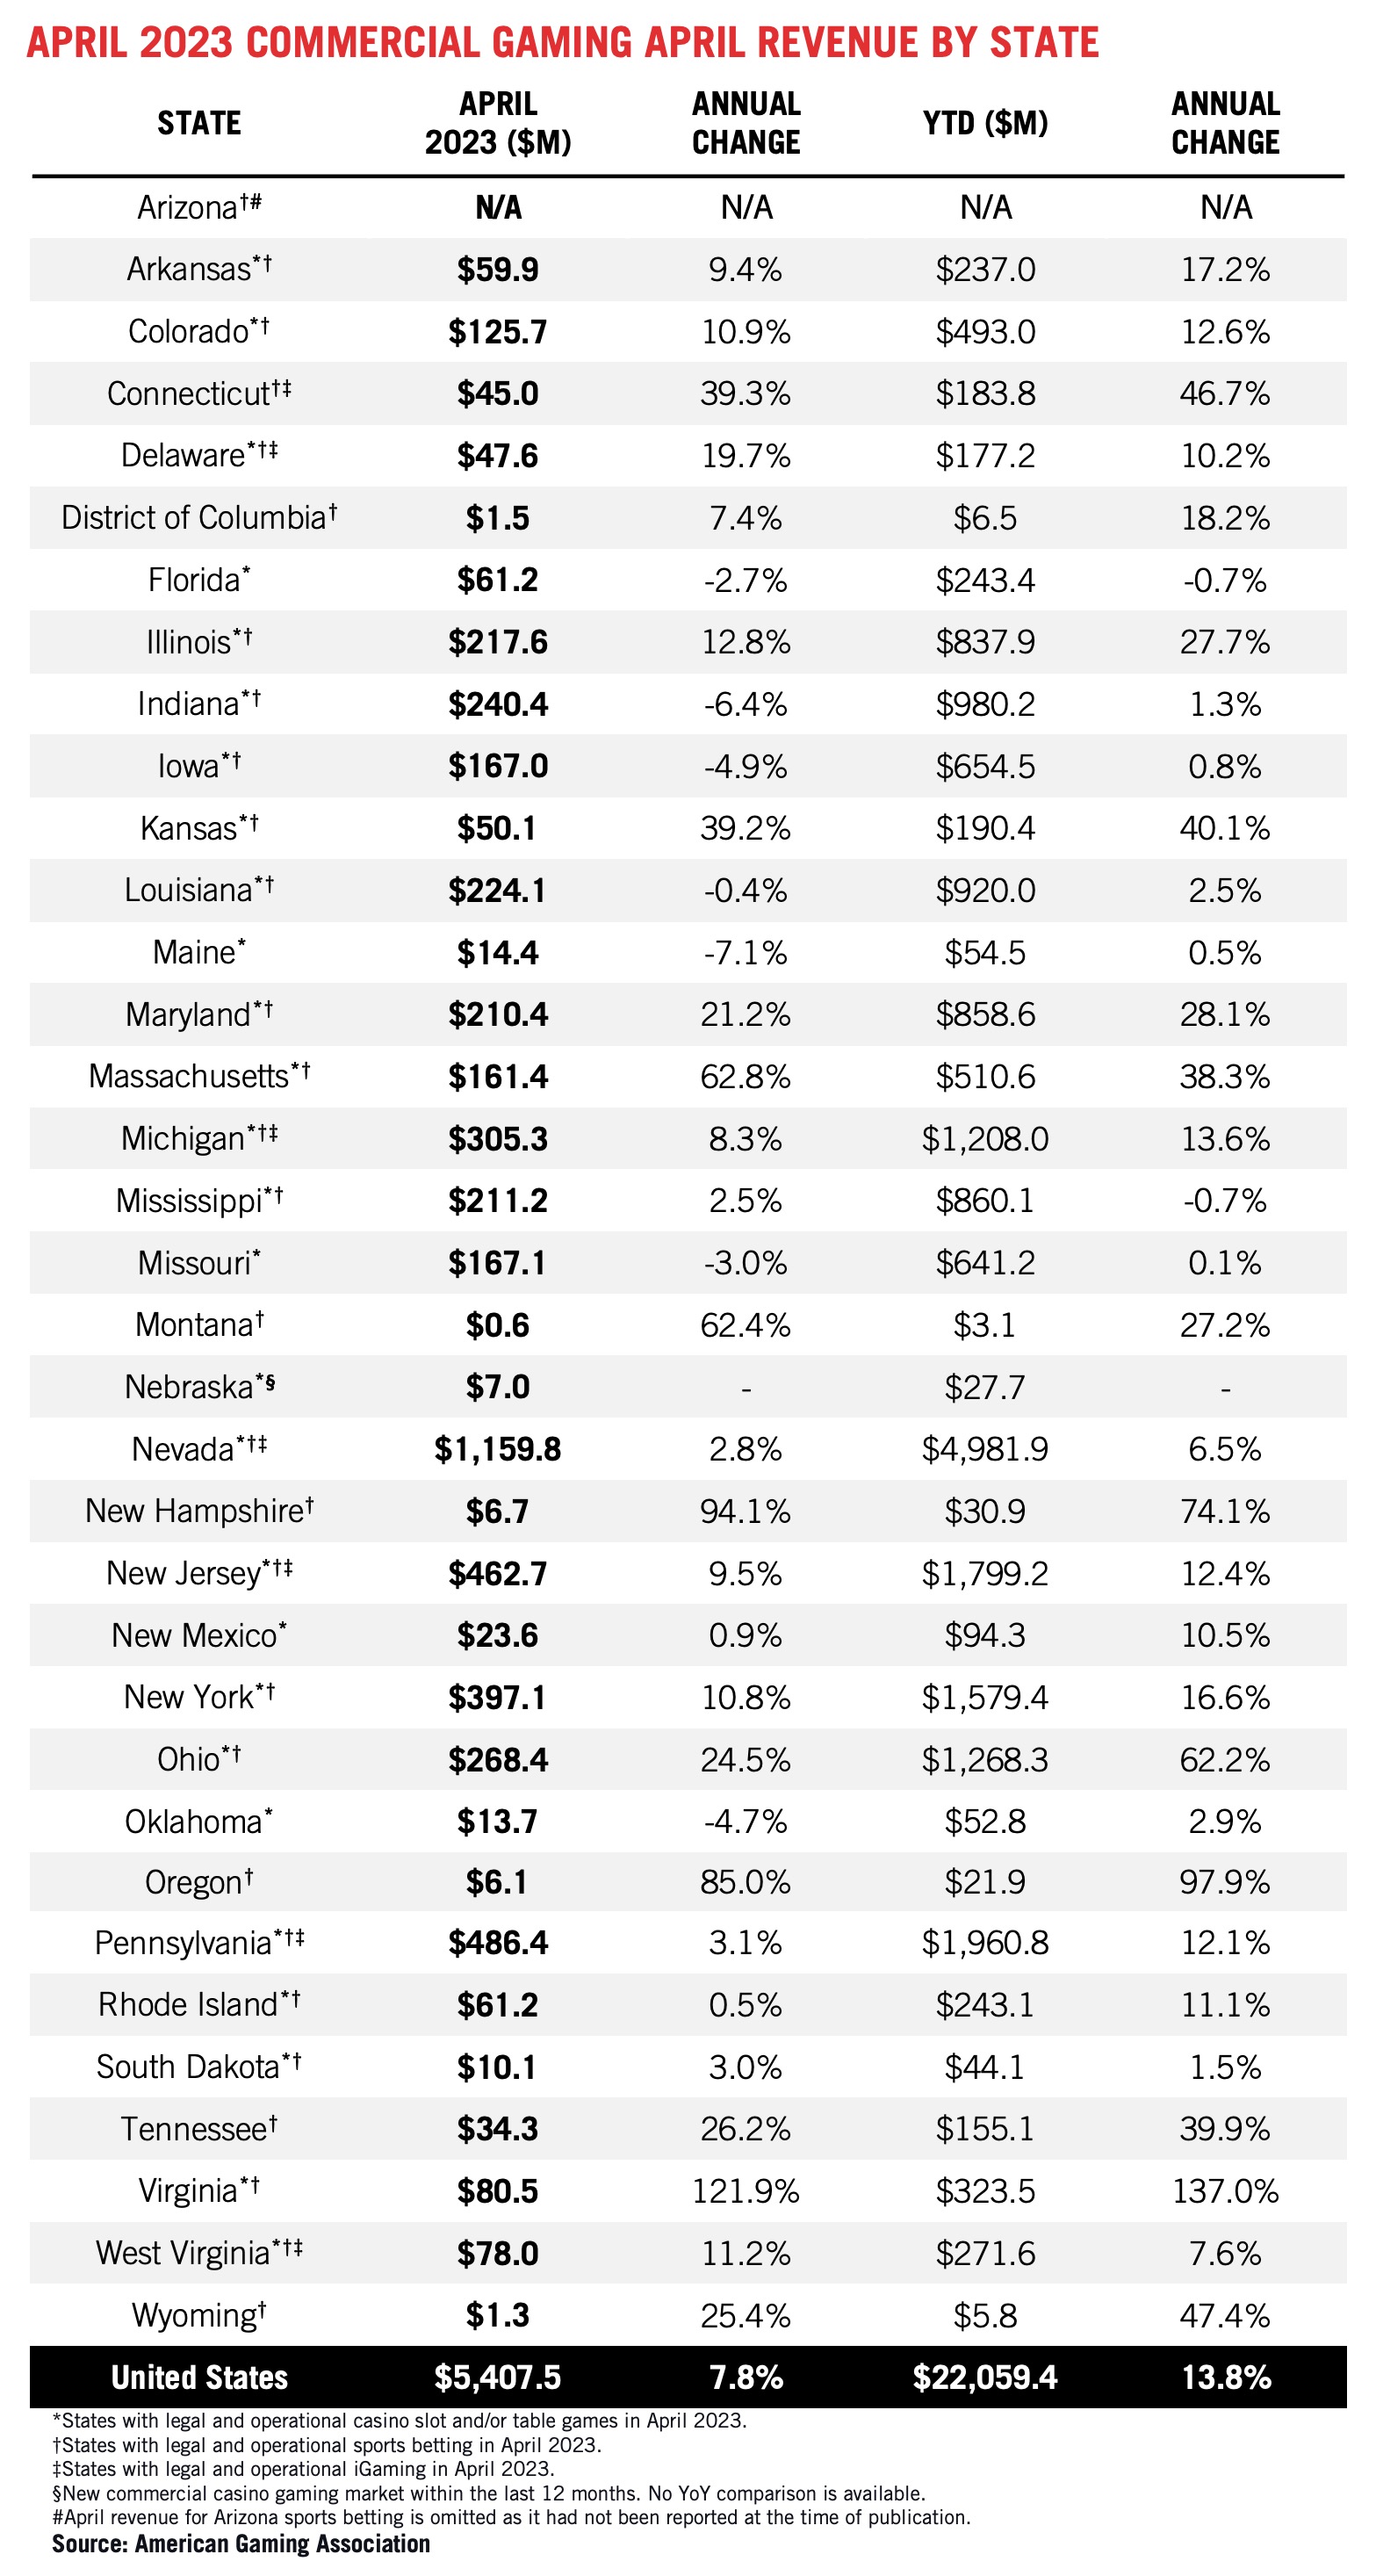 APRIL 2023 COMMERCIAL GAMING APRIL REVENUE BY STATE
STATE APRIL 2023 ($M) ANNUAL CHANGE YTD ($M) ANNUAL CHANGE
Arizona†# N/A N/A N/A N/A
Arkansas*† $59.9 9.4% $237.0 17.2%
Colorado*† $125.7 10.9% $493.0 12.6%
Connecticut†‡ $45.0 39.3% $183.8 46.7%
Delaware*†‡ $47.6 19.7% $177.2 10.2%
District of Columbia† $1.5 7.4% $6.5 18.2%
Florida* $61.2 -2.7% $243.4 -0.7%
Illinois*† $217.6 12.8% $837.9 27.7%
Indiana*† $240.4 -6.4% $980.2 1.3%
Iowa*† $167.0 -4.9% $654.5 0.8%
Kansas*† $50.1 39.2% $190.4 40.1%
Louisiana*† $224.1 -0.4% $920.0 2.5%
Maine* $14.4 -7.1% $54.5 0.5%
Maryland*† $210.4 21.2% $858.6 28.1%
Massachusetts*† $161.4 62.8% $510.6 38.3%
Michigan*†‡ $305.3 8.3% $1,208.0 13.6%
Mississippi*† $211.2 2.5% $860.1 -0.7%
Missouri* $167.1 -3.0% $641.2 0.1%
Montana† $0.6 62.4% $3.1 27.2%
Nebraska*§ $7.0 - $27.7 -
Nevada*†‡ $1,159.8 2.8% $4,981.9 6.5%
New Hampshire† $6.7 94.1% $30.9 74.1%
New Jersey*†‡ $462.7 9.5% $1,799.2 12.4%
New Mexico* $23.6 0.9% $94.3 10.5%
New York*† $397.1 10.8% $1,579.4 16.6%
Ohio*† $268.4 24.5% $1,268.3 62.2%
Oklahoma* $13.7 -4.7% $52.8 2.9%
Oregon† $6.1 85.0% $21.9 97.9%
Pennsylvania*†‡ $486.4 3.1% $1,960.8 12.1%
Rhode Island*† $61.2 0.5% $243.1 11.1%
South Dakota*† $10.1 3.0% $44.1 1.5%
Tennessee† $34.3 26.2% $155.1 39.9%
Virginia*† $80.5 121.9% $323.5 137.0%
West Virginia*†‡ $78.0 11.2% $271.6 7.6%
Wyoming† $1.3 25.4% $5.8 47.4%
United States $5,407.5 7.8% $22,059.4 13.8%
*States with legal and operational casino slot and/or table games in April 2023.
†States with legal and operational sports betting in April 2023.
‡States with legal and operational iGaming in April 2023.
§New commercial casino gaming market within the last 12 months. No YoY comparison is available.
#April revenue for Arizona sports betting is omitted as it had not been reported at the time of publication.
Source: American Gaming Association